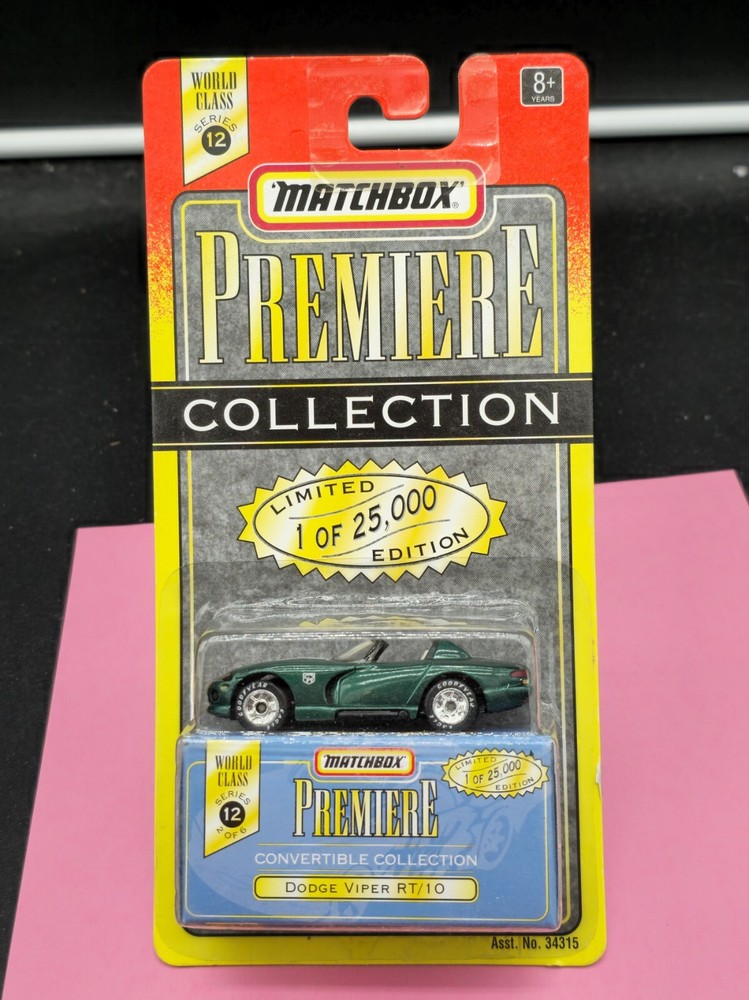 WORLD
CLASS
SERIES
12
8+
YEARS
MATCHBOX®
PREMIERE
COLLECTION
LIMITED
1 OF 25,000
EDITION
GOODYEAR
GOODYEAR
WORLD
CLASS
SERIES
12
2 OF 6
MATCHBOX
PREMIERE
LIMITED
1 OF 25,000
EDITION
CONVERTIBLE COLLECTION
DODGE VIPER RT/10
Asst. No. 34315